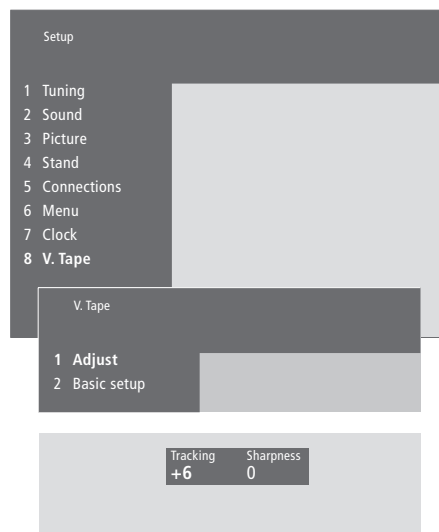 Setup
1 Tuning
2 Sound
3 Picture
4 Stand
5 Connections
6 Menu
7 Clock
8 V. Tape
V. Tape
1 Adjust
2 Basic setup
Tracking Sharpness
+6 0